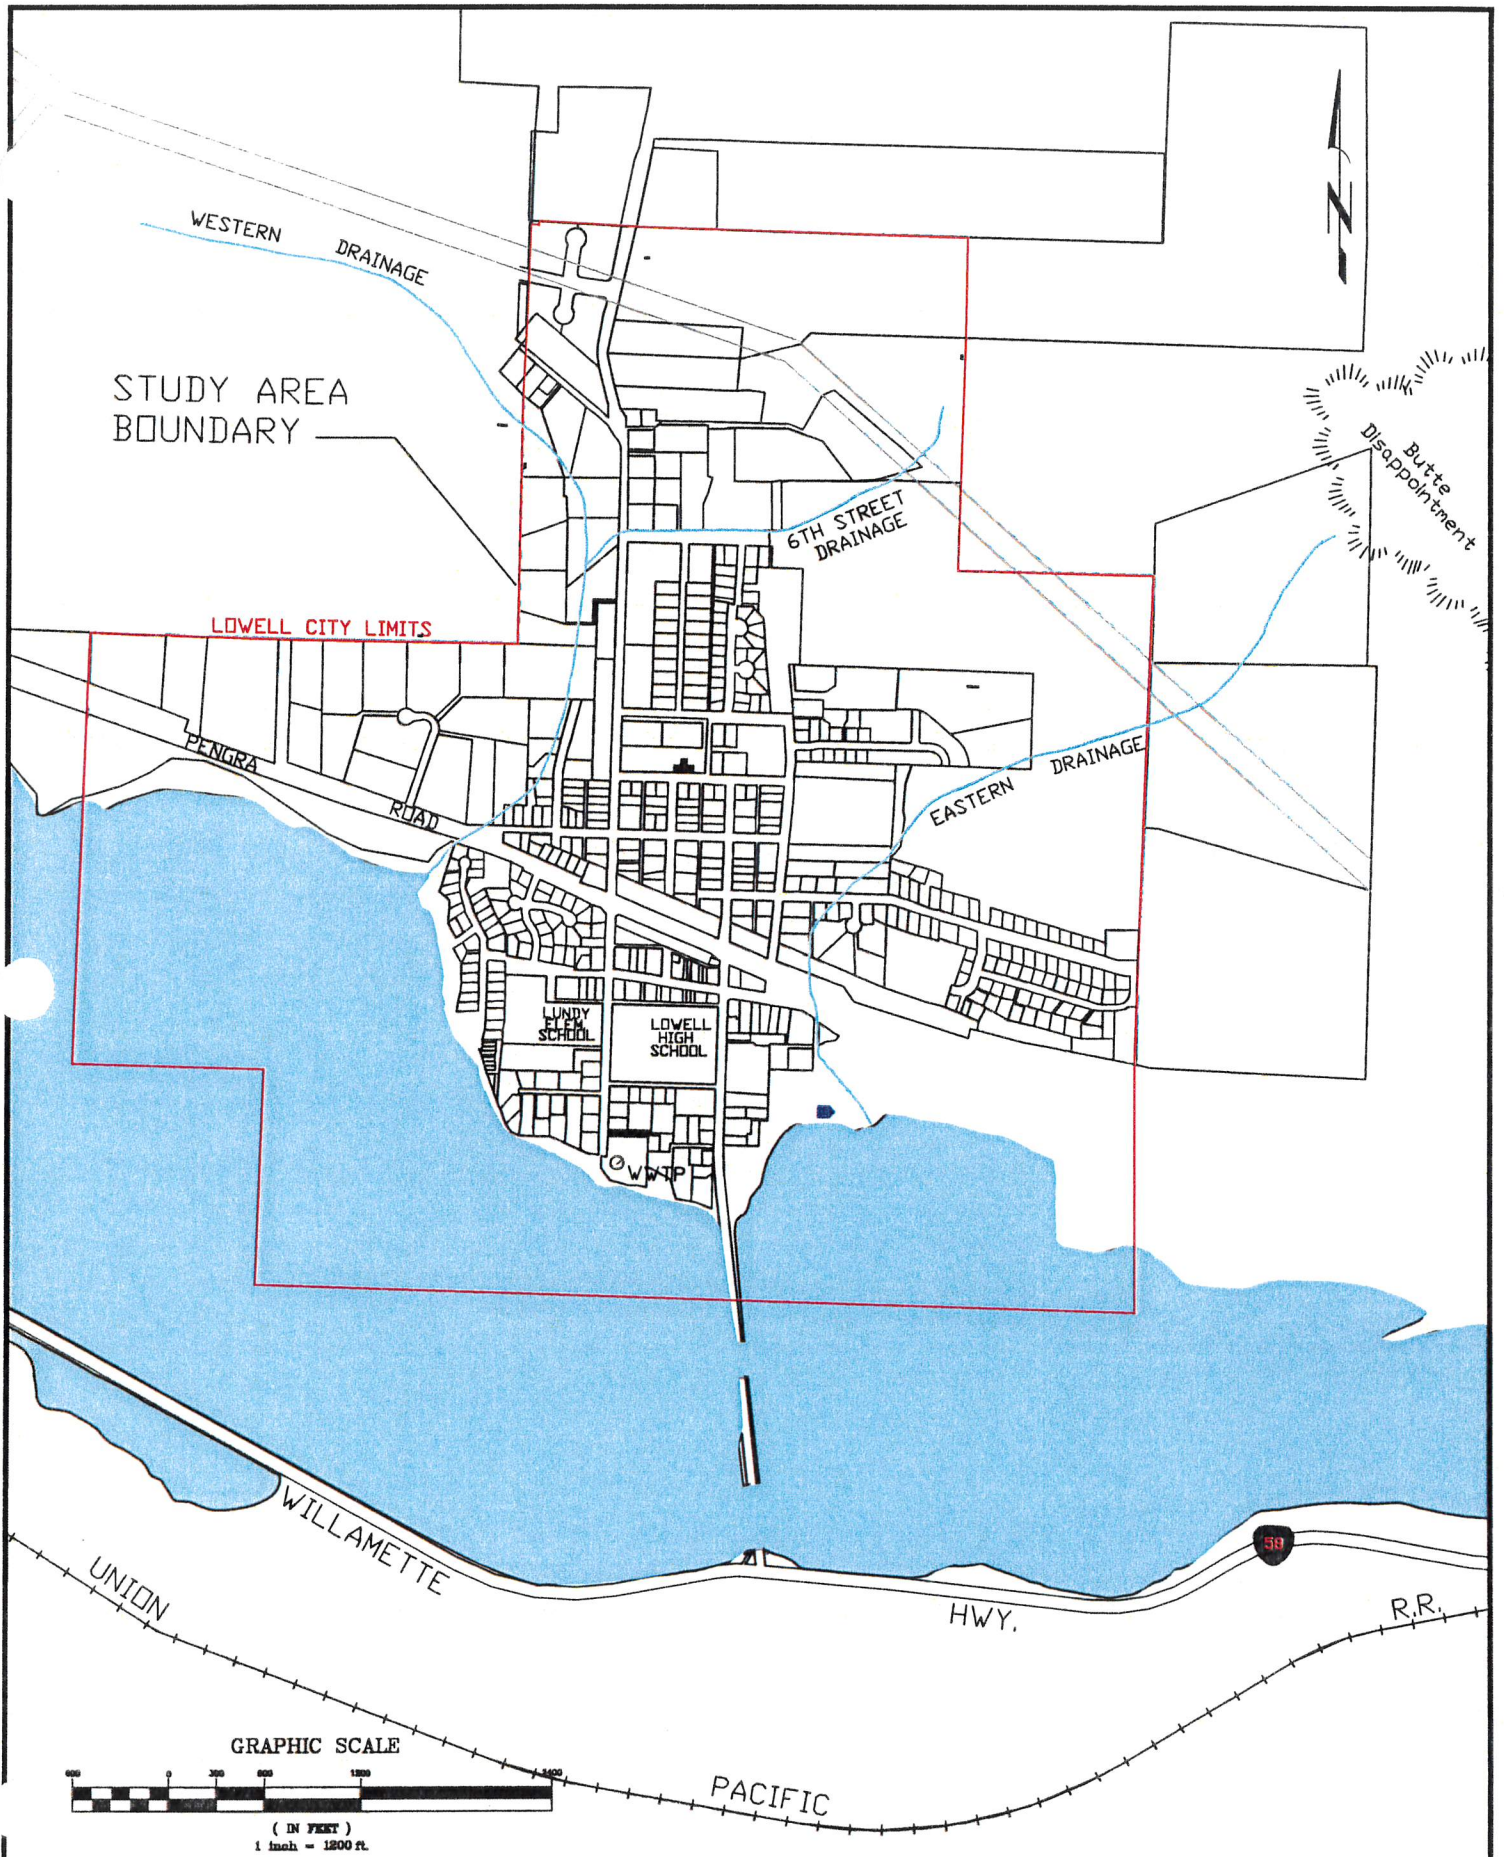 N
WESTERN DRAINAGE
STUDY AREA
BOUNDARY
Butte
Disappointment
6TH STREET
DRAINAGE
LOWELL CITY LIMITS
PENGRA ROAD
EASTERN DRAINAGE
LUNDY
ELEM.
SCHOOL
LOWELL
HIGH
SCHOOL
WWTP
WILLAMETTE HWY.
58
UNION PACIFIC R.R.
GRAPHIC SCALE
600 0 300 600 1200 2400
( IN FEET )
1 inch = 1200 ft.